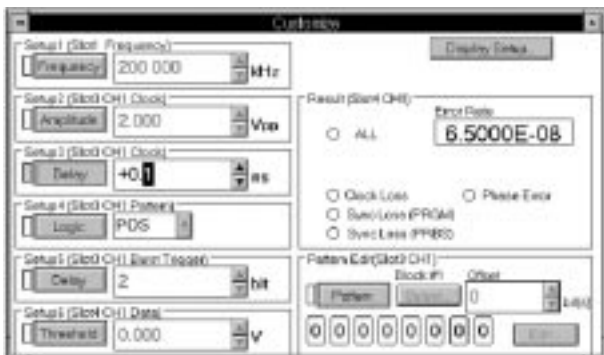 Customize
Setup1 (Slot1 Frequency)
Frequency 200 000 kHz
Setup2 (Slot3 CH1 Clock)
Amplitude 2.000 Vpp
Setup3 (Slot3 CH1 Clock)
Delay +0.1 ns
Setup4 (Slot3 CH1 Pattern)
Logic POS
Setup5 (Slot3 CH1 Burst Trigger)
Delay 2 bit
Setup6 (Slot4 CH1 Data)
Threshold 0.000 V
Display Setup...
Result (Slot4 CH1)
Error Rate
ALL 6.5000E-08
Clock Loss Phase Error
Sync Loss (PRGM)
Sync Loss (PRBS)
Pattern Edit (Slot3 CH1)
Block #1 Offset
Pattern 0
0 0 0 0 0 0 0 0 Edit...